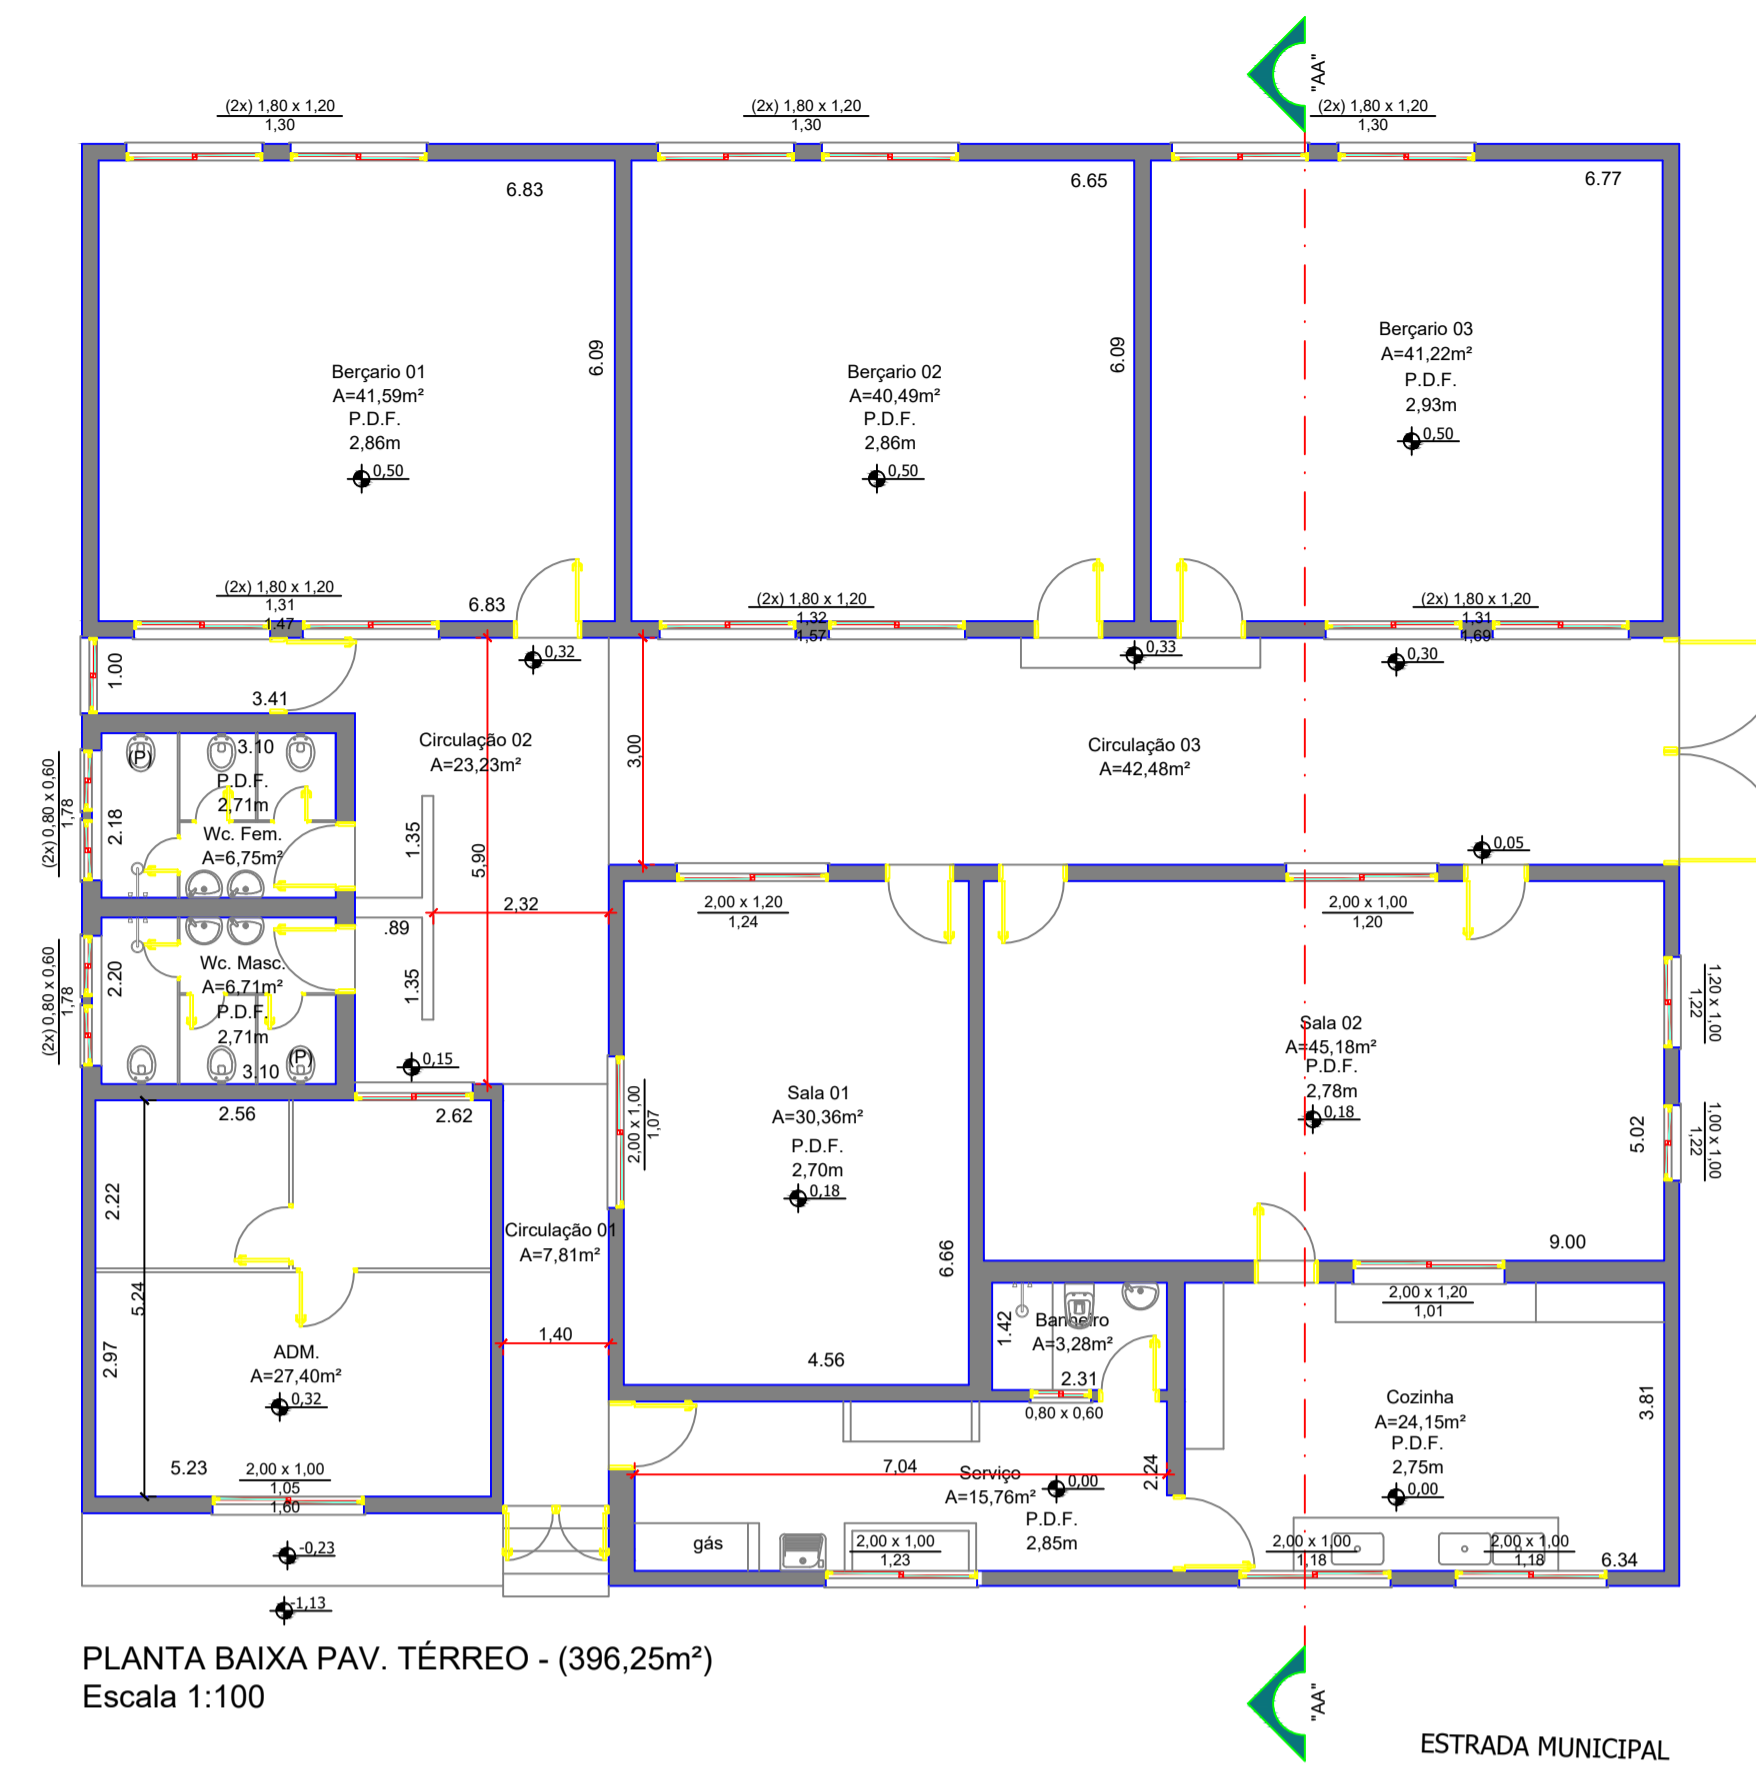 "AA"
(2x) 1,80 x 1,20
1,30
(2x) 1,80 x 1,20
1,30
(2x) 1,80 x 1,20
1,30
6.83
6.65
6.77
6.09
6.09
Berçario 01
A=41,59m²
P.D.F.
2,86m
0,50
Berçario 02
A=40,49m²
P.D.F.
2,86m
0,50
Berçario 03
A=41,22m²
P.D.F.
2,93m
0,50
(2x) 1,80 x 1,20
1,31
1.47
6.83
(2x) 1,80 x 1,20
1,32
1,57
(2x) 1,80 x 1,20
1,31
1,69
1.00
3.41
0,32
0,33
0,30
Circulação 02
A=23,23m²
3,00
Circulação 03
A=42,48m²
0,05
(2x) 0,80 x 0,60
1,78
(P)
3.10
P.D.F.
2,71m
2.18
Wc. Fem.
A=6,75m²
1.35
5,90
2,32
.89
(2x) 0,80 x 0,60
1,78
2.20
Wc. Masc.
A=6,71m²
P.D.F.
2,71m
(P)
3.10
1.35
0,15
2,00 x 1,20
1,24
2,00 x 1,00
1,20
1,20 x 1,00
1,22
1,00 x 1,00
1,22
Sala 02
A=45,18m²
P.D.F.
2,78m
0,18
5.02
9.00
2.56
2.62
2.22
5.24
2.97
2,00 x 1,00
1,07
Sala 01
A=30,36m²
P.D.F.
2,70m
0,18
6.66
4.56
Circulação 01
A=7,81m²
1,40
ADM.
A=27,40m²
0,32
5.23
2,00 x 1,00
1,05
1,60
1.42
Banheiro
A=3,28m²
2.31
0,80 x 0,60
2,00 x 1,20
1,01
Cozinha
A=24,15m²
P.D.F.
2,75m
0,00
3.81
7,04
Serviço
A=15,76m²
0,00
P.D.F.
2,85m
2.24
gás
2,00 x 1,00
1,23
2,00 x 1,00
1,18
2,00 x 1,00
1,18
6.34
-0,23
-1,13
PLANTA BAIXA PAV. TÉRREO - (396,25m²)
Escala 1:100
"AA"
ESTRADA MUNICIPAL